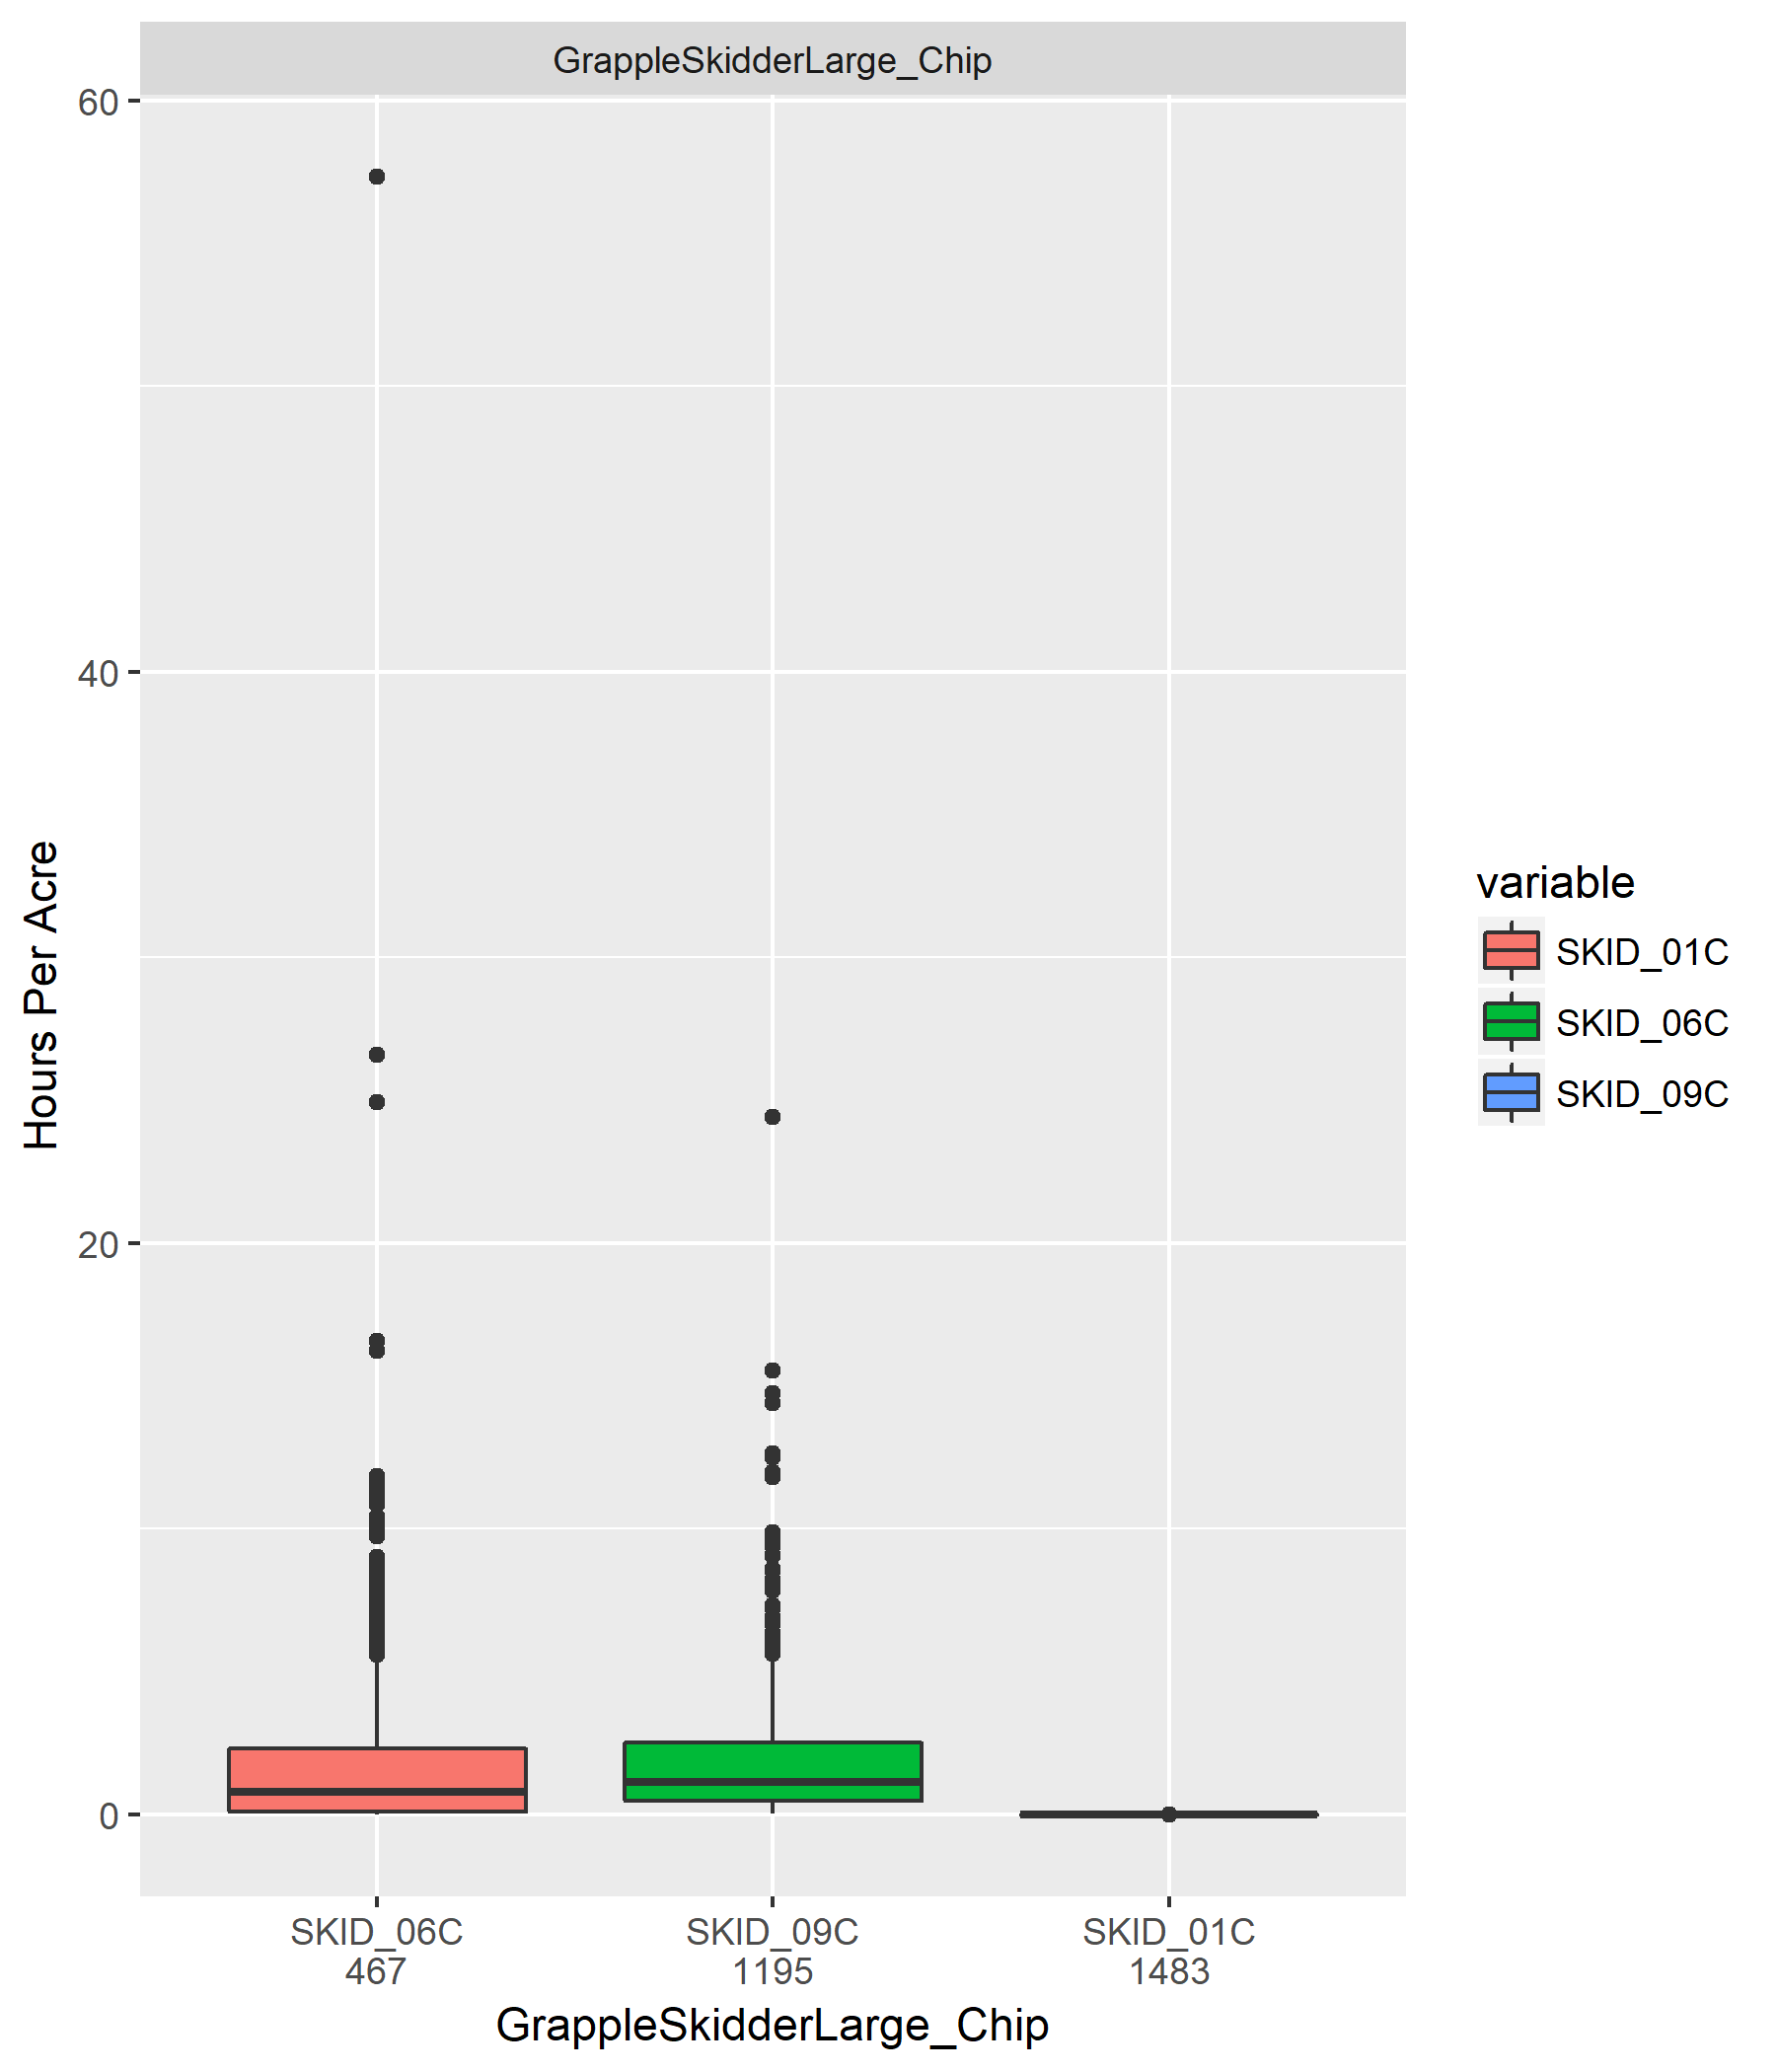 GrappleSkidderLarge_Chip
60
40
20
0
Hours Per Acre
SKID_06C
467
SKID_09C
1195
SKID_01C
1483
GrappleSkidderLarge_Chip
variable
SKID_01C
SKID_06C
SKID_09C